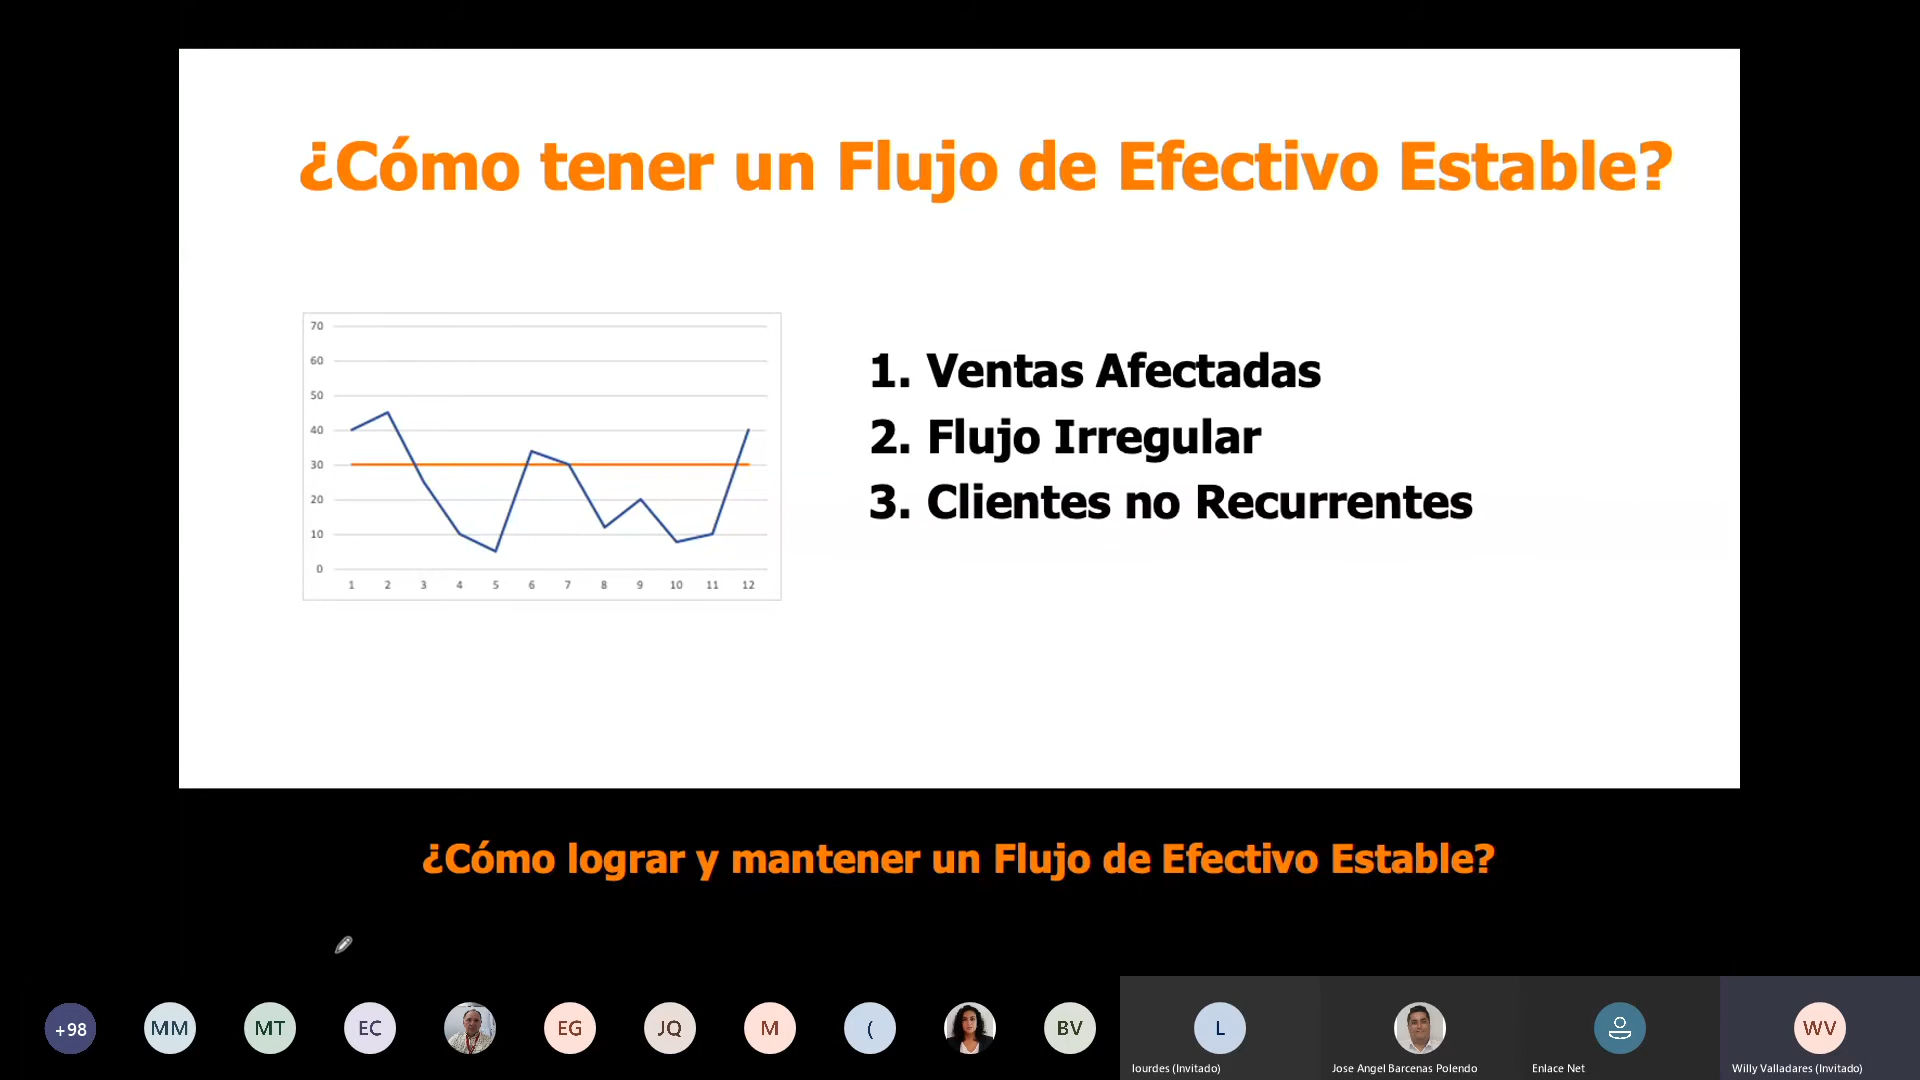 ¿Cómo tener un Flujo de Efectivo Estable?
70
60
50
40
30
20
10
0
1 2 3 4 5 6 7 8 9 10 11 12
1. Ventas Afectadas
2. Flujo Irregular
3. Clientes no Recurrentes
¿Cómo lograr y mantener un Flujo de Efectivo Estable?
+98 MM MT EC EG JQ M ( BV L WV
lourdes (Invitado) Jose Angel Barcenas Polendo Enlace Net Willy Valladares (Invitado)